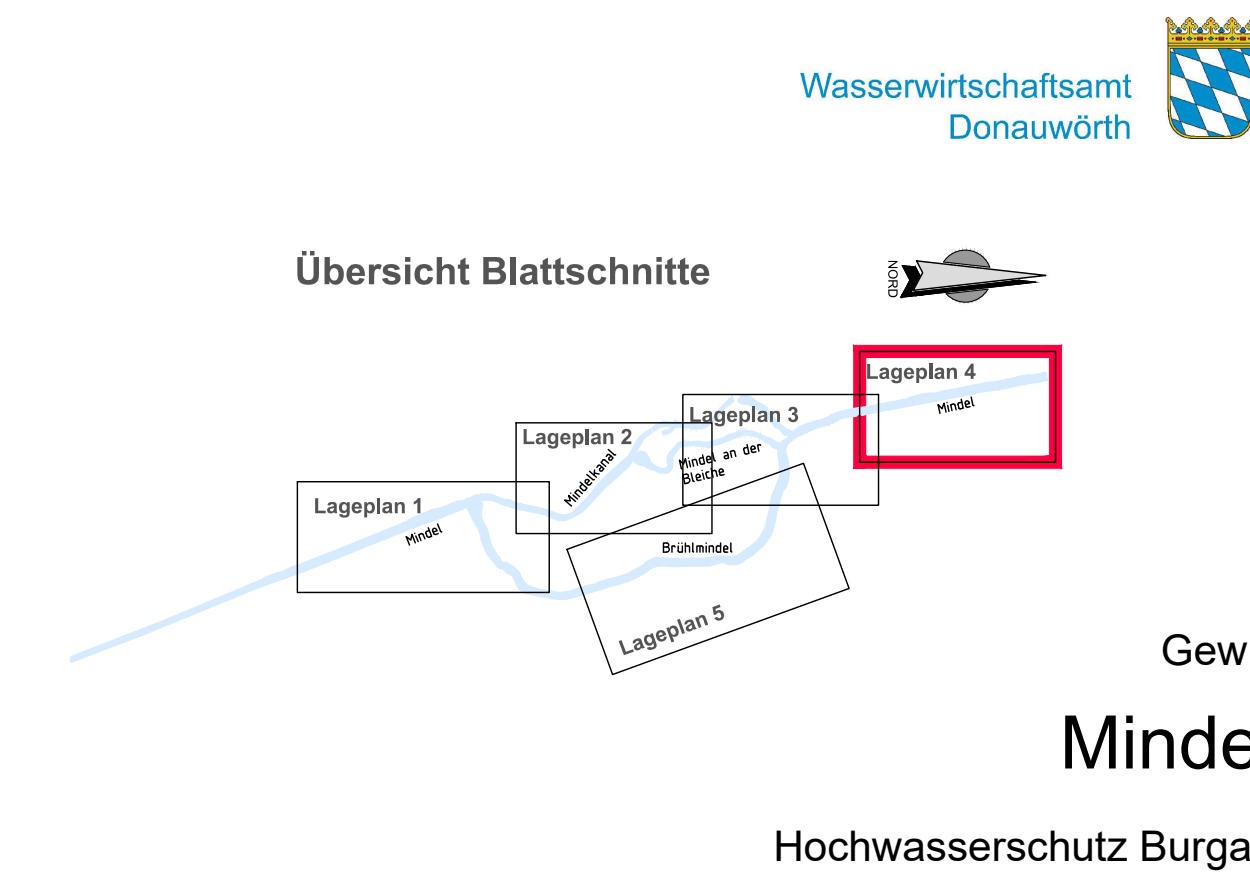 Wasserwirtschaftsamt
Donauwörth
Übersicht Blattschnitte
NORD
Lageplan 4
Mindel
Lageplan 3
Mindel an der
Bleiche
Lageplan 2
Mindelkanal
Lageplan 1
Mindel
Brühlmindel
Lageplan 5
Gew
Minde
Hochwasserschutz Burga